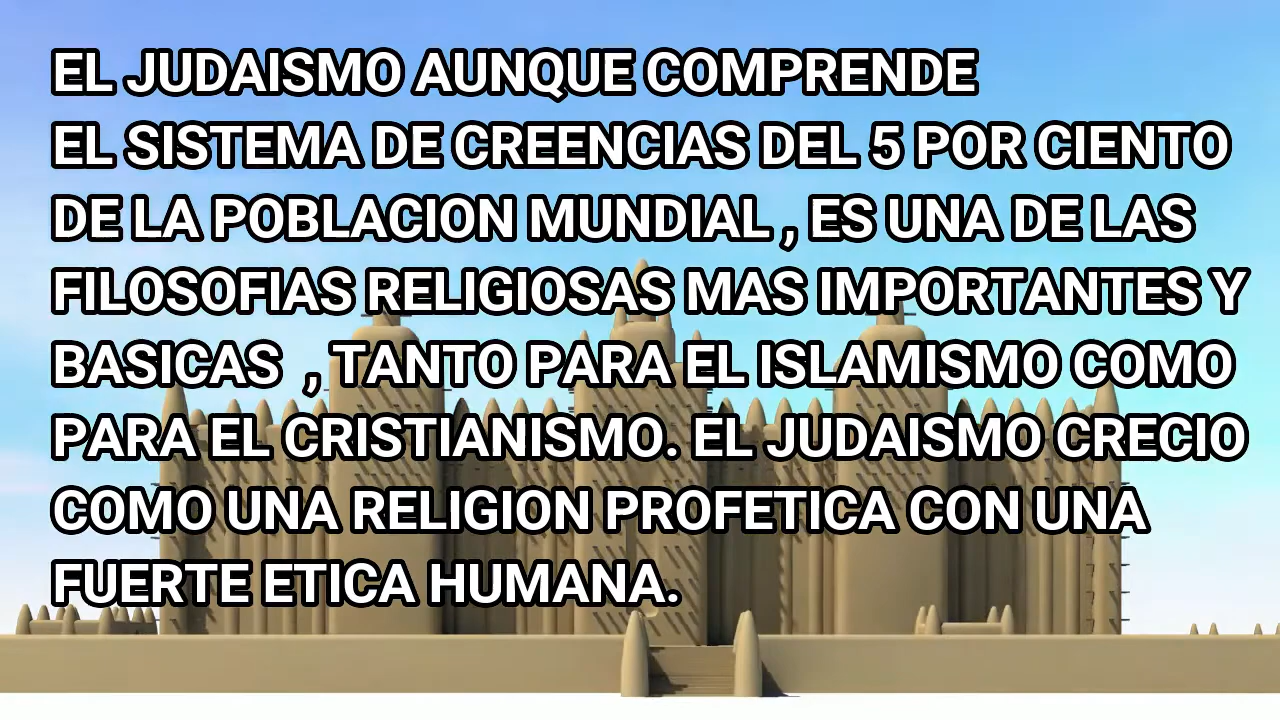 EL JUDAISMO AUNQUE COMPRENDE
EL SISTEMA DE CREENCIAS DEL 5 POR CIENTO
DE LA POBLACION MUNDIAL , ES UNA DE LAS
FILOSOFIAS RELIGIOSAS MAS IMPORTANTES Y
BASICAS , TANTO PARA EL ISLAMISMO COMO
PARA EL CRISTIANISMO. EL JUDAISMO CRECIO
COMO UNA RELIGION PROFETICA CON UNA
FUERTE ETICA HUMANA.